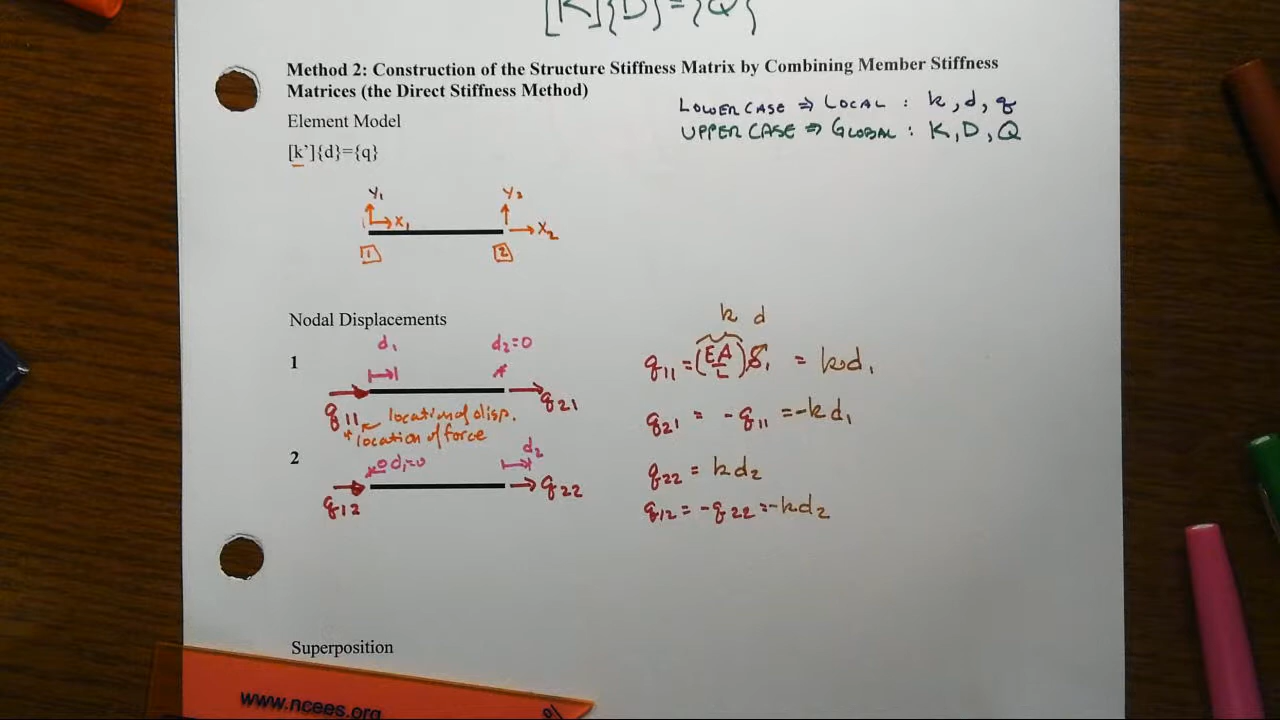 [K]{D}={Q}
Method 2: Construction of the Structure Stiffness Matrix by Combining Member Stiffness
Matrices (the Direct Stiffness Method)
LOWER CASE ⇒ LOCAL : k, d, q
UPPER CASE ⇒ GLOBAL : K, D, Q
Element Model
[k']{d}={q}
Y₁ Y₂
X₁ X₂
1 2
Nodal Displacements
k d
d₁ d₂=0
1
q₁₁ = (EA/L)δ₁ = kd₁
q₁₁ q₂₁
location of disp.
location of force
q₂₁ = -q₁₁ = -kd₁
2
d₁=0 d₂
q₁₂ q₂₂
q₂₂ = kd₂
q₁₂ = -q₂₂ = -kd₂
Superposition
www.ncees.org